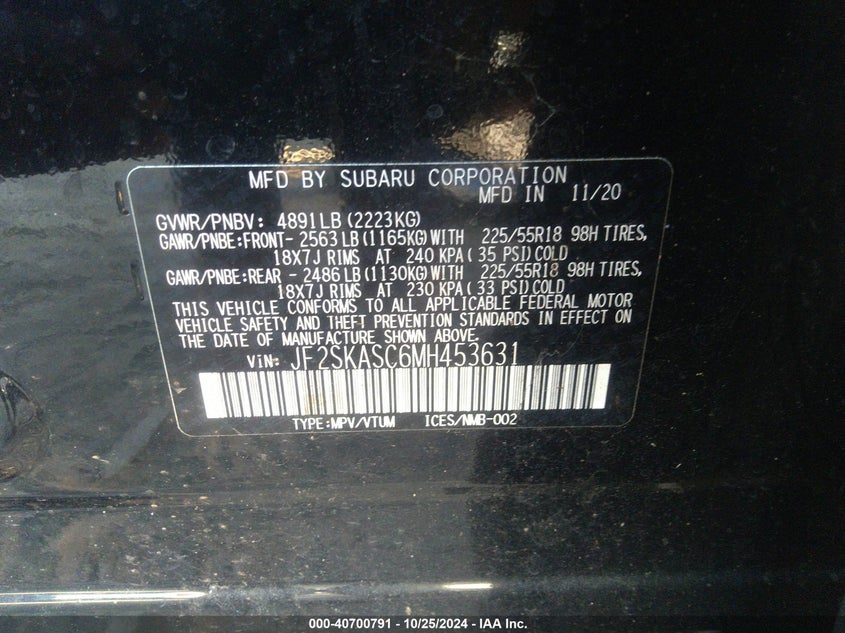 MFD BY SUBARU CORPORATION
MFD IN 11/20
GVWR/PNBV: 4891LB (2223KG)
GAWR/PNBE:FRONT- 2563LB (1165KG)WITH 225/55R18 98H TIRES,
18X7J RIMS AT 240 KPA( 35 PSI)COLD
GAWR/PNBE:REAR - 2486LB (1130KG)WITH 225/55R18 98H TIRES,
18X7J RIMS AT 230 KPA( 33 PSI)COLD
THIS VEHICLE CONFORMS TO ALL APPLICABLE FEDERAL MOTOR
VEHICLE SAFETY AND THEFT PREVENTION STANDARDS IN EFFECT ON
THE DATE OF MANUFACTURE SHOWN ABOVE.
VIN: JF2SKASC6MH453631
TYPE:MPV/VTUM ICES/NMB-002
000-40700791 - 10/25/2024 - IAA Inc.